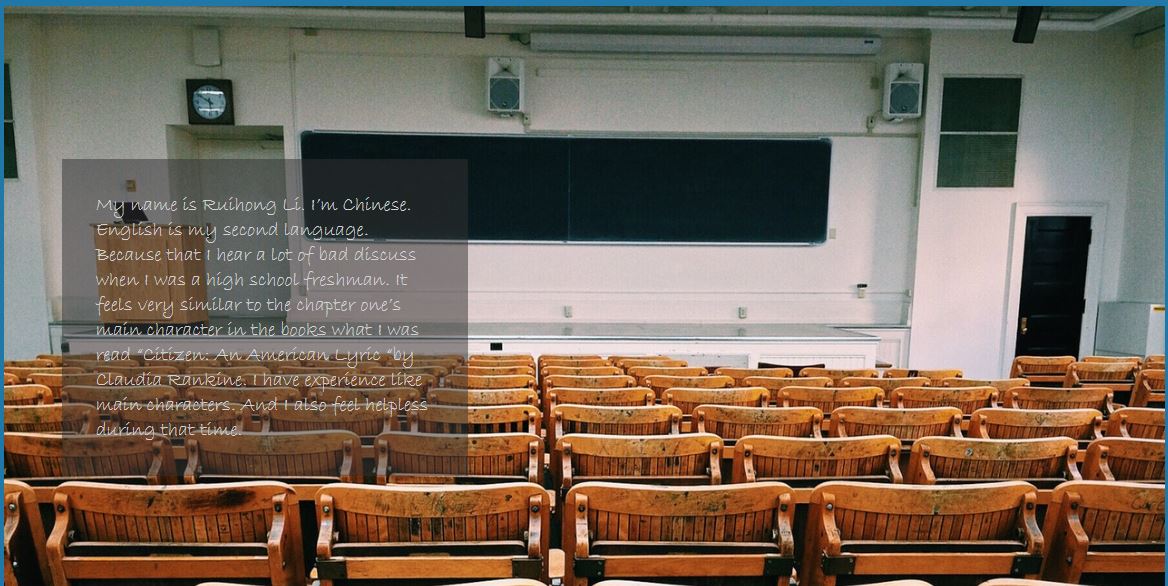 My name is Ruihong Li. I'm Chinese.
English is my second language.
Because that I hear a lot of bad discuss
when I was a high school freshman. It
feels very similar to the chapter one's
main character in the books what I was
read "Citizen: An American Lyric "by
Claudia Rankine. I have experience like
main characters. And I also feel helpless
during that time.